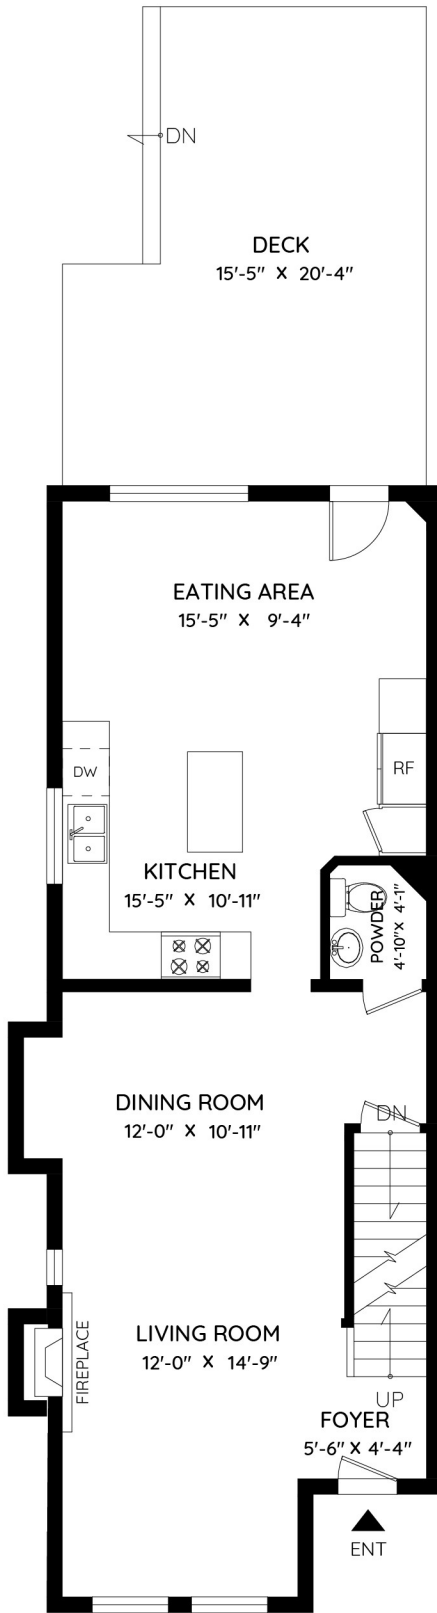 DN
DECK
15'-5" X 20'-4"
EATING AREA
15'-5" X 9'-4"
RF
DW
KITCHEN
15'-5" X 10'-11"
POWDER
4'-10"X 4'-1"
DINING ROOM
12'-0" X 10'-11"
DN
LIVING ROOM
12'-0" X 14'-9"
FIREPLACE
UP
FOYER
5'-6" X 4'-4"
ENT